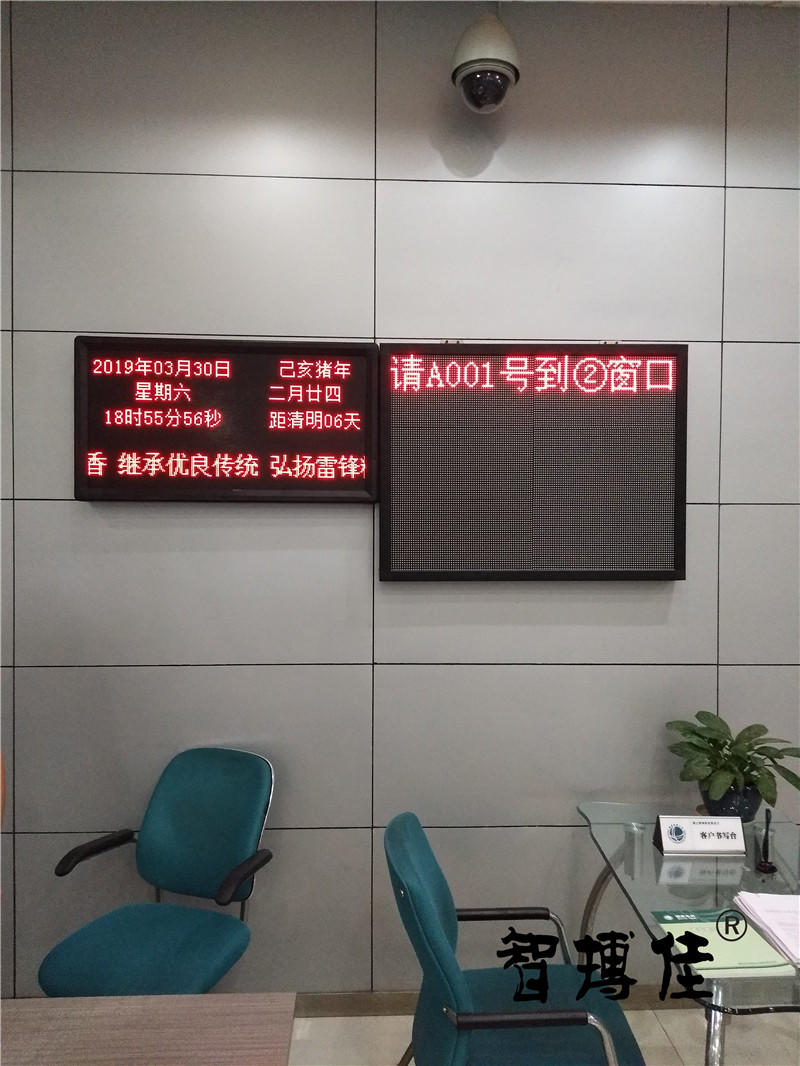 2019年03月30日 己亥猪年
星期六 二月廿四
18时55分56秒 距清明06天
香 继承优良传统 弘扬雷锋
请A001号到②窗口
客户书写台
智搏佳®